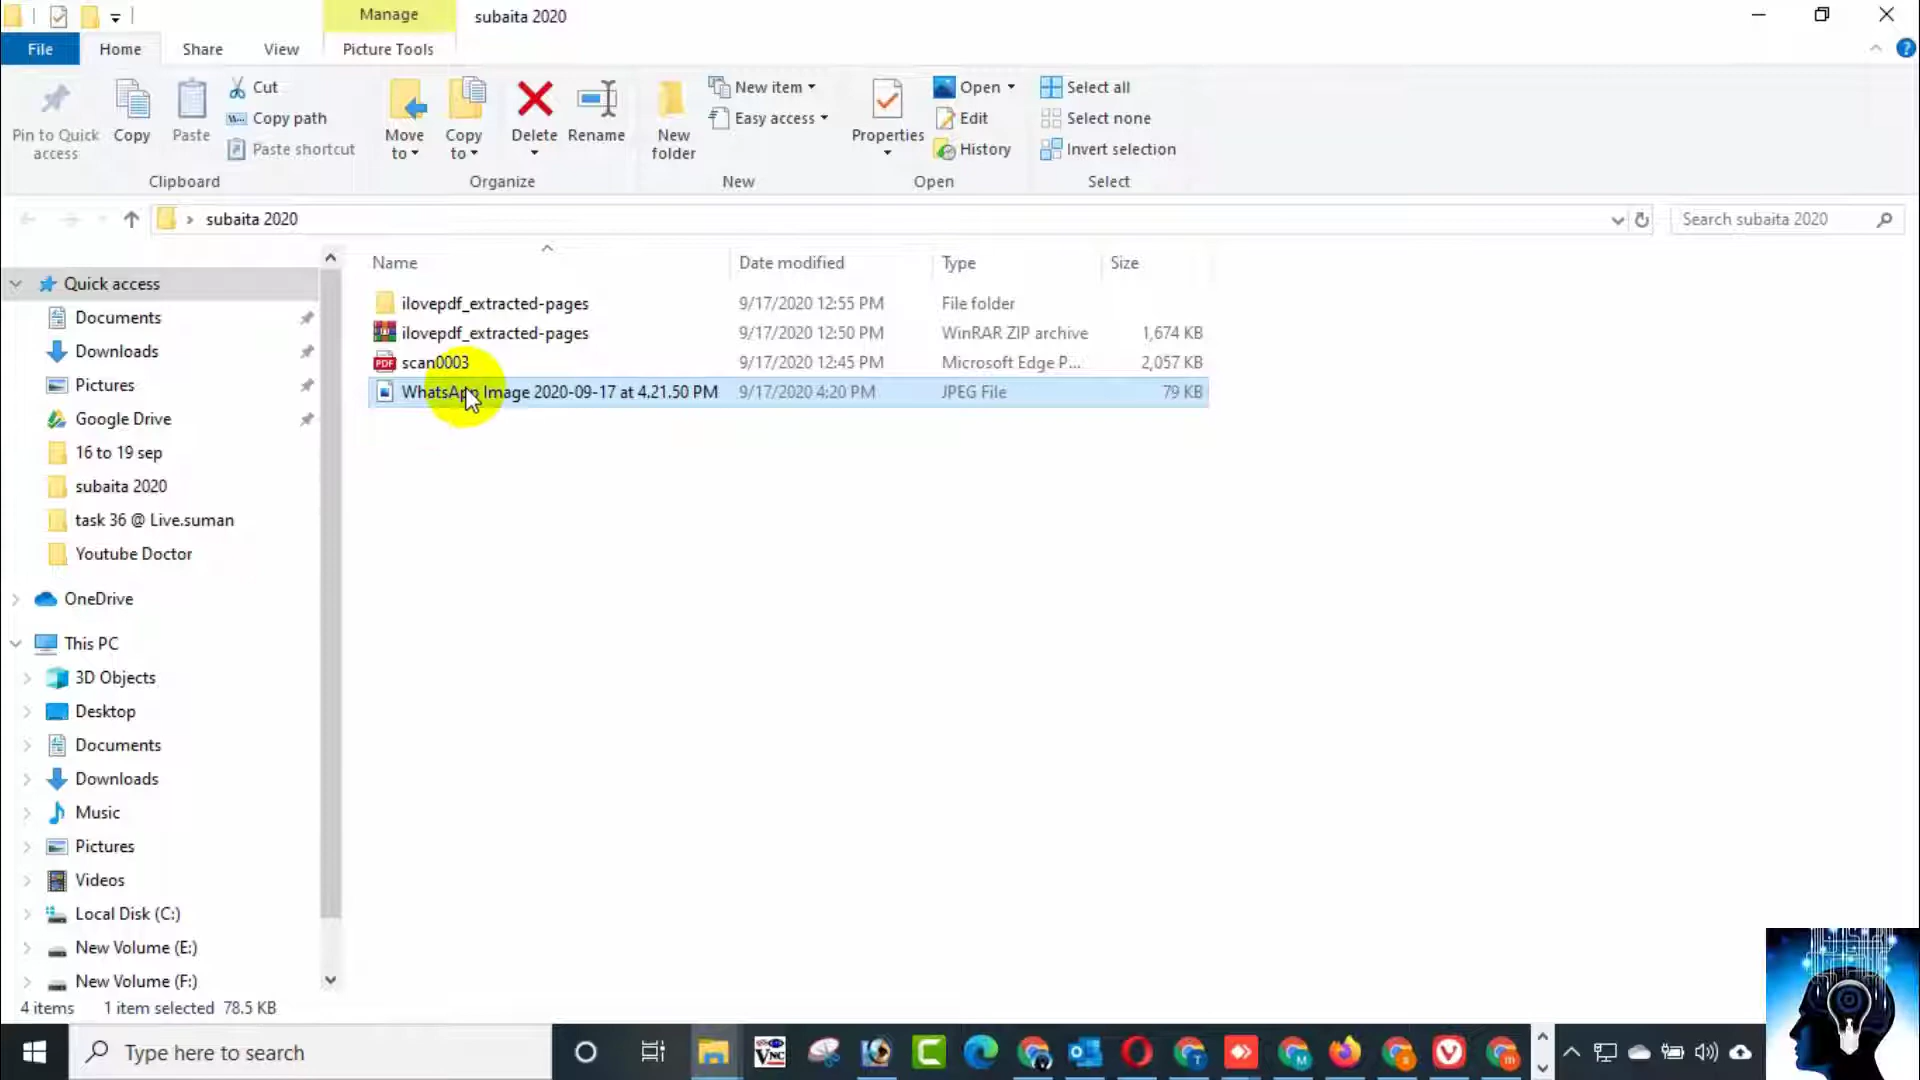 Manage
subaita 2020
File
Home
Share
View
Picture Tools
Pin to Quick access
Copy
Paste
Cut
Copy path
Paste shortcut
Clipboard
Move to
Copy to
Delete
Rename
Organize
New folder
New item
Easy access
New
Properties
Open
Edit
History
Open
Select all
Select none
Invert selection
Select
subaita 2020
Search subaita 2020
Name
Date modified
Type
Size
ilovepdf_extracted-pages 9/17/2020 12:55 PM File folder
ilovepdf_extracted-pages 9/17/2020 12:50 PM WinRAR ZIP archive 1,674 KB
scan0003 9/17/2020 12:45 PM Microsoft Edge P... 2,057 KB
WhatsApp Image 2020-09-17 at 4.21.50 PM 9/17/2020 4:20 PM JPEG File 79 KB
Quick access
Documents
Downloads
Pictures
Google Drive
16 to 19 sep
subaita 2020
task 36 @ Live.suman
Youtube Doctor
OneDrive
This PC
3D Objects
Desktop
Documents
Downloads
Music
Pictures
Videos
Local Disk (C:)
New Volume (E:)
New Volume (F:)
4 items 1 item selected 78.5 KB
Type here to search